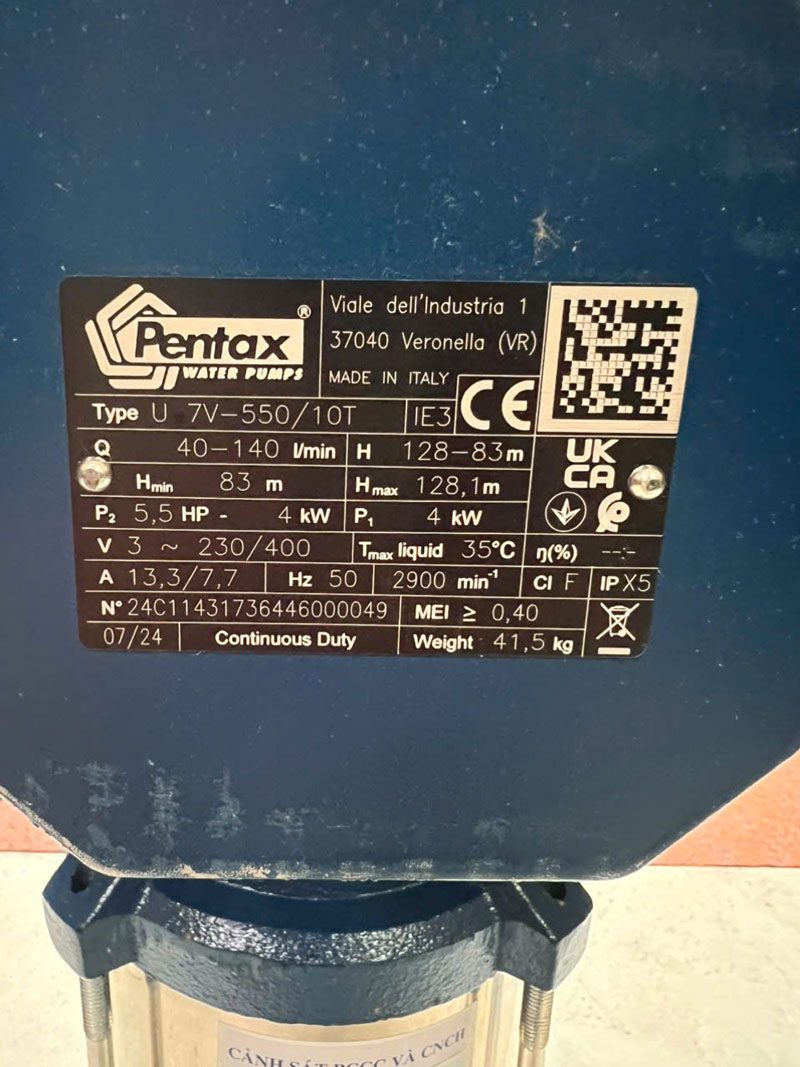 Pentax ®
WATER PUMPS
Viale dell'Industria 1
37040 Veronella (VR)
MADE IN ITALY
CE
Type U 7V-550/10T IE3
Q 40-140 l/min H 128-83m
Hmin 83 m Hmax 128,1m
UK
CA
P2 5,5 HP - 4 kW P1 4 kW
V 3 ~ 230/400 Tmax liquid 35°C η(%) --.-
A 13,3/7,7 Hz 50 2900 min-1 Cl F IP X5
N° 24C11431736446000049 MEI ≥ 0,40
07/24 Continuous Duty Weight 41,5 kg
CẢNH SÁT PCCC VÀ CNCH